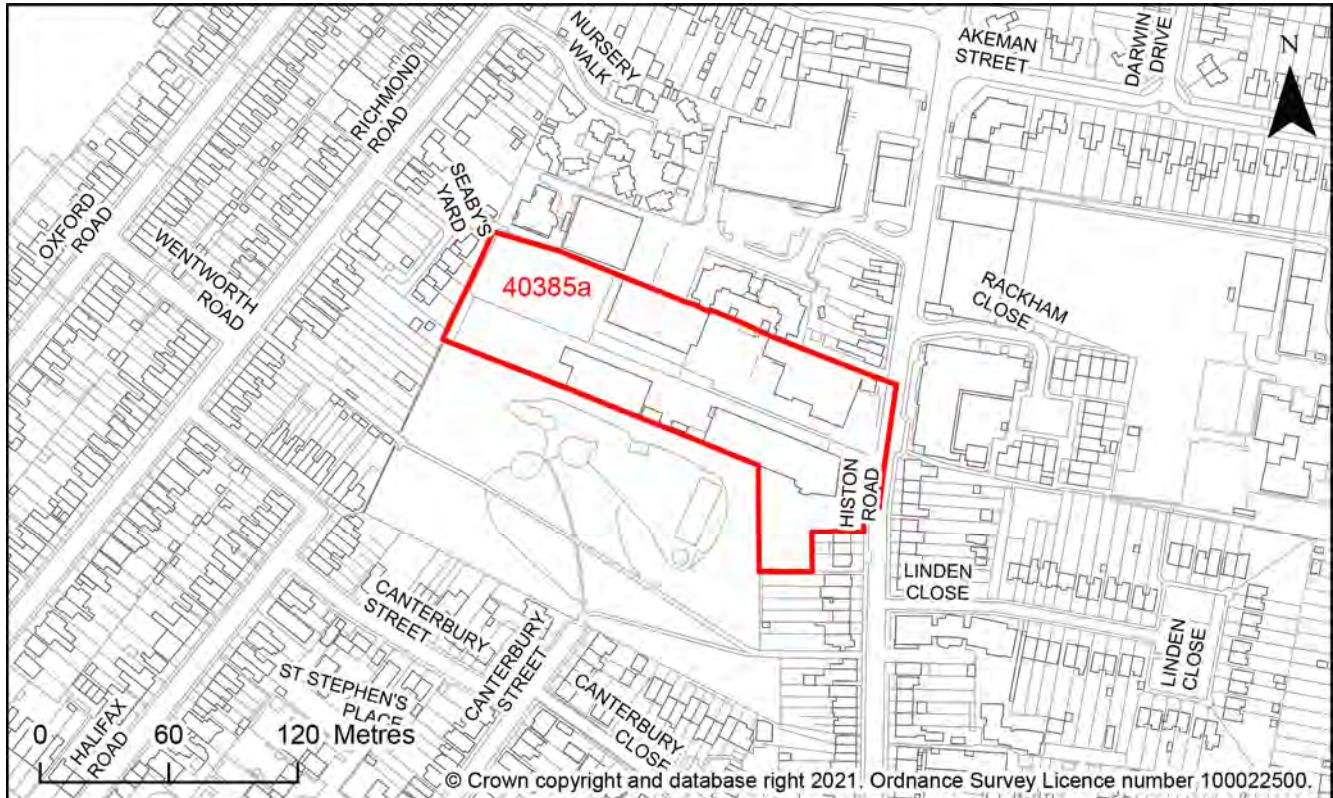 NURSERY
WALK
AKEMAN
STREET
DARWIN
DRIVE
N
RICHMOND
ROAD
OXFORD
ROAD
WENTWORTH
ROAD
SEABY'S
YARD
40385a
RACKHAM
CLOSE
HISTON
ROAD
LINDEN
CLOSE
LINDEN
CLOSE
CANTERBURY
STREET
CANTERBURY
STREET
CANTERBURY
CLOSE
ST STEPHEN'S
PLACE
HALIFAX
ROAD
0 60 120 Metres
© Crown copyright and database right 2021. Ordnance Survey Licence number 100022500.